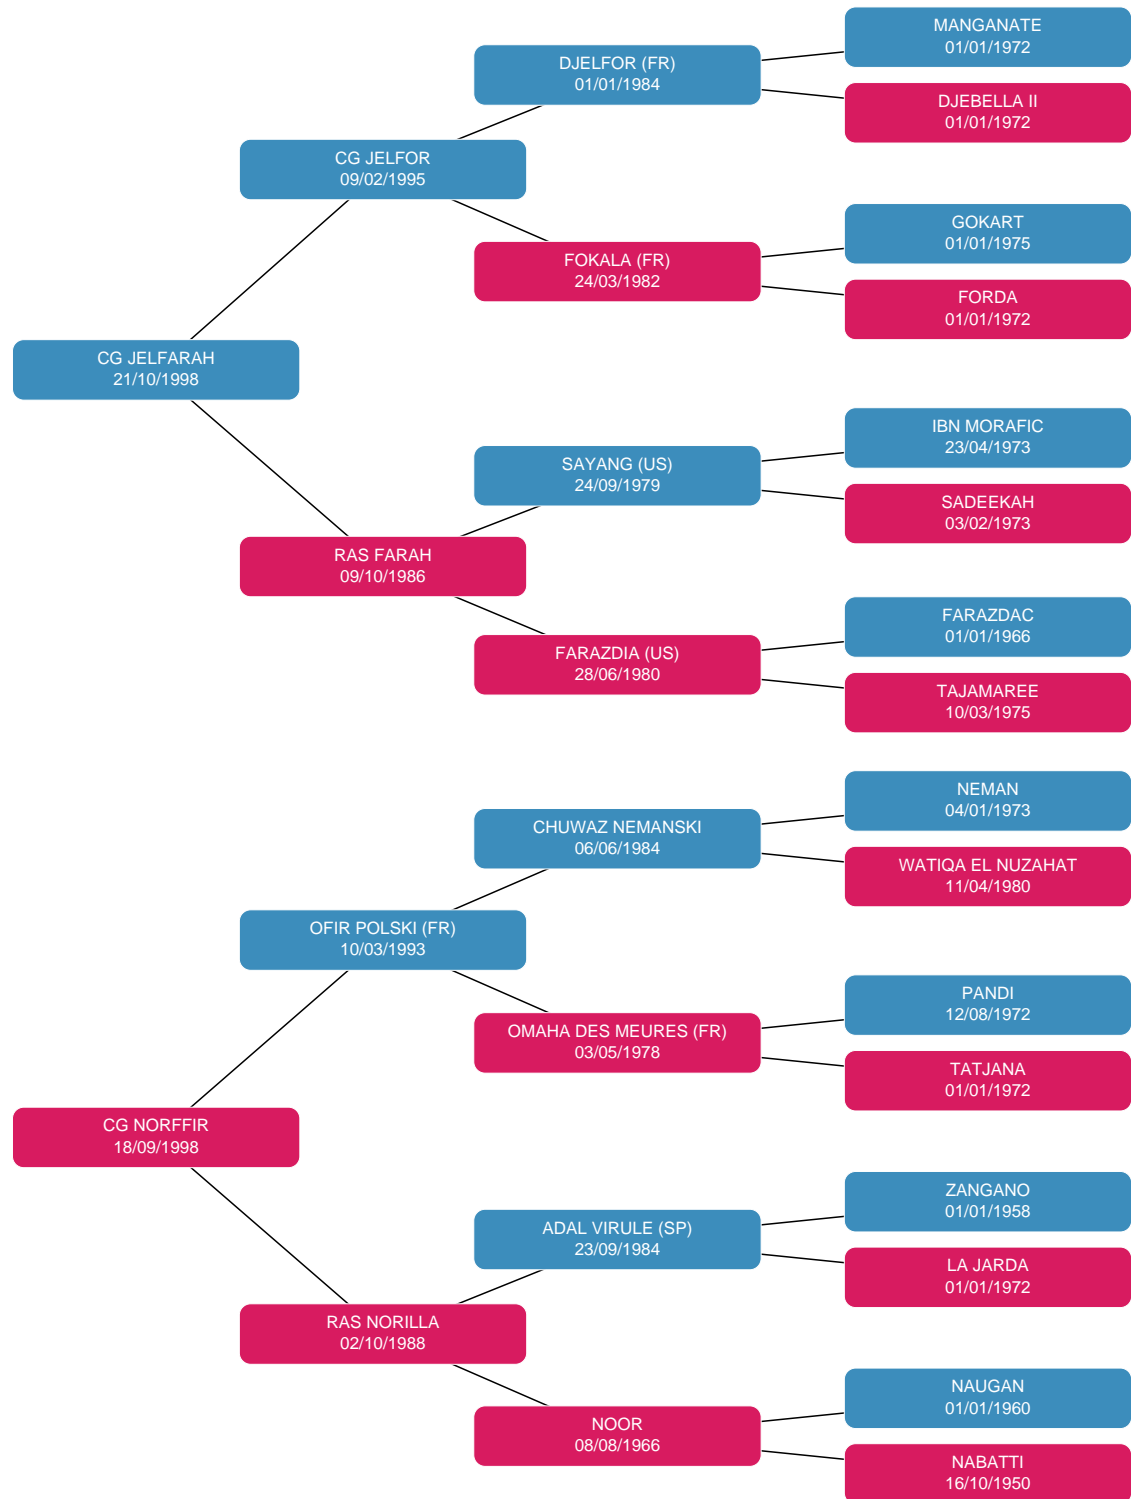 MANGANATE
01/01/1972
DJELFOR (FR)
01/01/1984
DJEBELLA II
01/01/1972
CG JELFOR
09/02/1995
GOKART
01/01/1975
FOKALA (FR)
24/03/1982
FORDA
01/01/1972
CG JELFARAH
21/10/1998
IBN MORAFIC
23/04/1973
SAYANG (US)
24/09/1979
SADEEKAH
03/02/1973
RAS FARAH
09/10/1986
FARAZDAC
01/01/1966
FARAZDIA (US)
28/06/1980
TAJAMAREE
10/03/1975
NEMAN
04/01/1973
CHUWAZ NEMANSKI
06/06/1984
WATIQA EL NUZAHAT
11/04/1980
OFIR POLSKI (FR)
10/03/1993
PANDI
12/08/1972
OMAHA DES MEURES (FR)
03/05/1978
TATJANA
01/01/1972
CG NORFFIR
18/09/1998
ZANGANO
01/01/1958
ADAL VIRULE (SP)
23/09/1984
LA JARDA
01/01/1972
RAS NORILLA
02/10/1988
NAUGAN
01/01/1960
NOOR
08/08/1966
NABATTI
16/10/1950